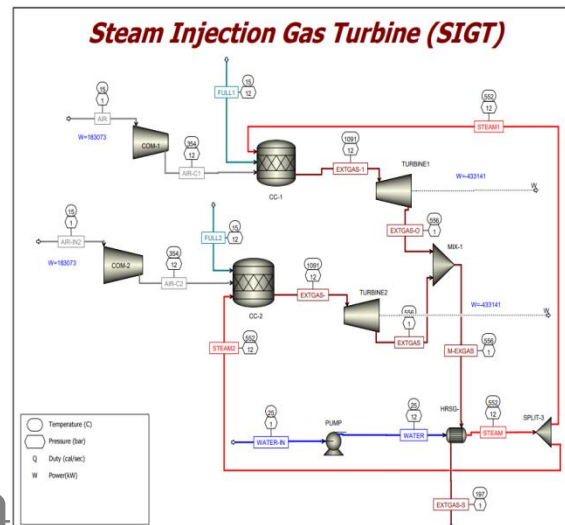 Steam Injection Gas Turbine (SIGT)
15
12
FULL1
15
1
AIR
W=183073
COM-1
354
12
AIR-C1
CC-1
1091
12
EXTGAS-1
552
12
STEAM1
TURBINE1
W=-433141
W
556
1
EXTGAS-O
MIX-1
15
1
AIR-IN2
W=183073
COM-2
354
12
AIR-C2
15
12
FULL2
CC-2
1091
12
EXTGAS-
TURBINE2
W=-433141
W
556
1
EXTGAS
556
1
M-EXGAS
552
12
STEAM2
25
1
WATER-IN
PUMP
25
12
WATER
HRSG-
552
12
STEAM
SPLIT-3
197
1
EXTGAS-S
Temperature (C)
Pressure (bar)
Q Duty (cal/sec)
W Power(kW)